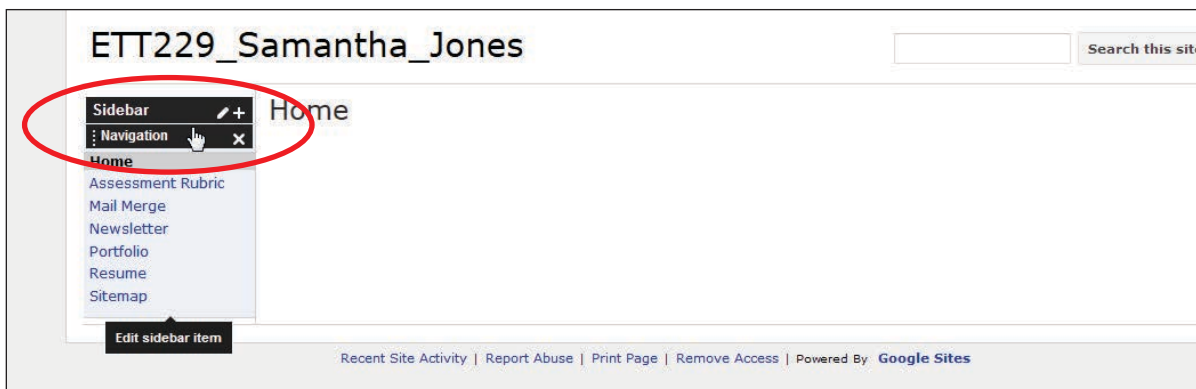 ETT229_Samantha_Jones
Search this site
Sidebar
Navigation
Home
Home
Assessment Rubric
Mail Merge
Newsletter
Portfolio
Resume
Sitemap
Edit sidebar item
Recent Site Activity | Report Abuse | Print Page | Remove Access | Powered By Google Sites